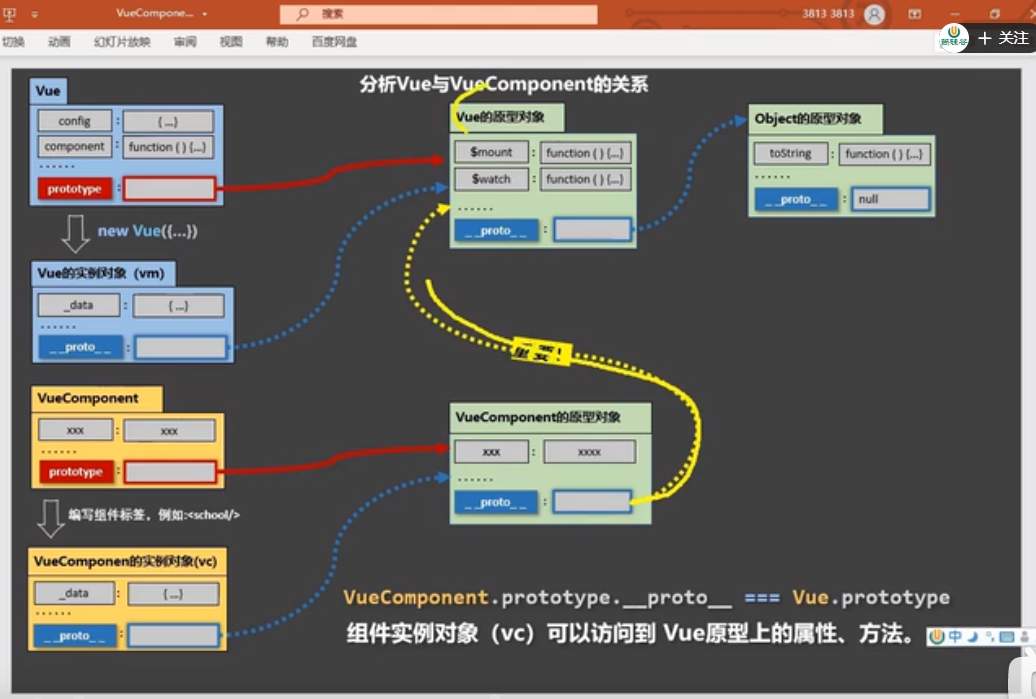 VueCompone...
搜索
3813 3813
切换 动画 幻灯片放映 审阅 视图 帮助 百度网盘
+ 关注
分析Vue与VueComponent的关系
Vue
config : {...}
component : function ( ) {...}
......
prototype :
new Vue({...})
Vue的实例对象（vm）
_data : {...}
......
__proto__ :
VueComponent
xxx : xxx
......
prototype :
编写组件标签，例如:<school/>
VueComponen的实例对象(vc)
_data : {...}
......
__proto__ :
Vue的原型对象
$mount : function ( ) {...}
$watch : function ( ) {...}
......
__proto__ :
Object的原型对象
toString : function ( ) {...}
......
__proto__ : null
重要！
VueComponent的原型对象
xxx : xxxx
......
__proto__ :
VueComponent.prototype.__proto__ === Vue.prototype
组件实例对象（vc）可以访问到 Vue原型上的属性、方法。
中